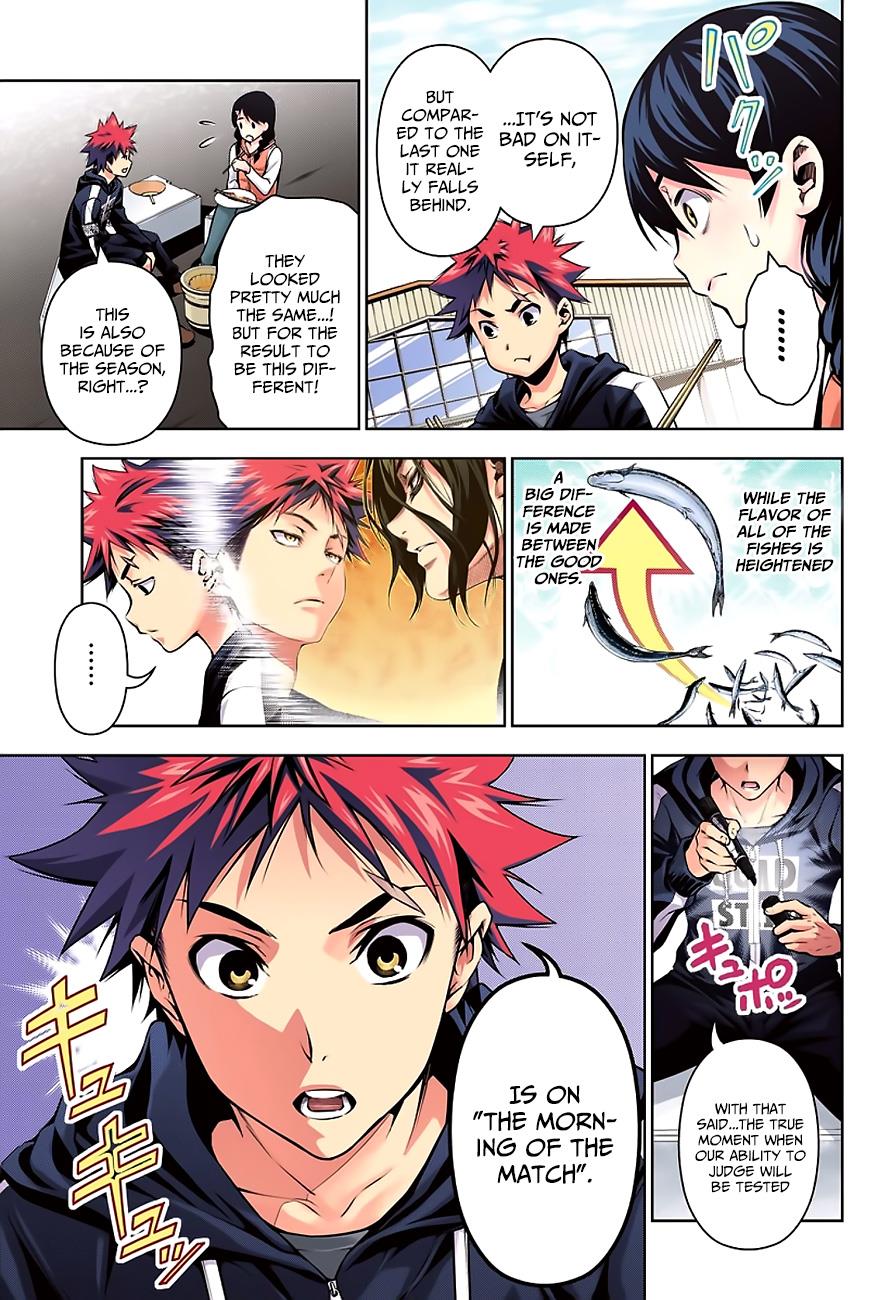 パクッ
...IT'S NOT
BAD ON IT-
SELF,
BUT
COMPAR-
ED TO THE
LAST ONE
IT REAL-
LY FALLS
BEHIND.
......
THEY
LOOKED
PRETTY MUCH
THE SAME...!
BUT FOR THE
RESULT TO
BE THIS DIF-
FERENT!
THIS
IS ALSO
BECAUSE OF
THE SEASON,
RIGHT...?
WHILE THE
FLAVOR OF
ALL OF THE
FISHES IS
HEIGHTENED
A
BIG DIF-
FERENCE
IS MADE
BETWEEN
THE GOOD
ONES.
......
キュポッ
WITH THAT
SAID...THE TRUE
MOMENT WHEN
OUR ABILITY TO
JUDGE WILL
BE TESTED
IS ON
"THE MORN-
ING OF THE
MATCH".
キュキュッ